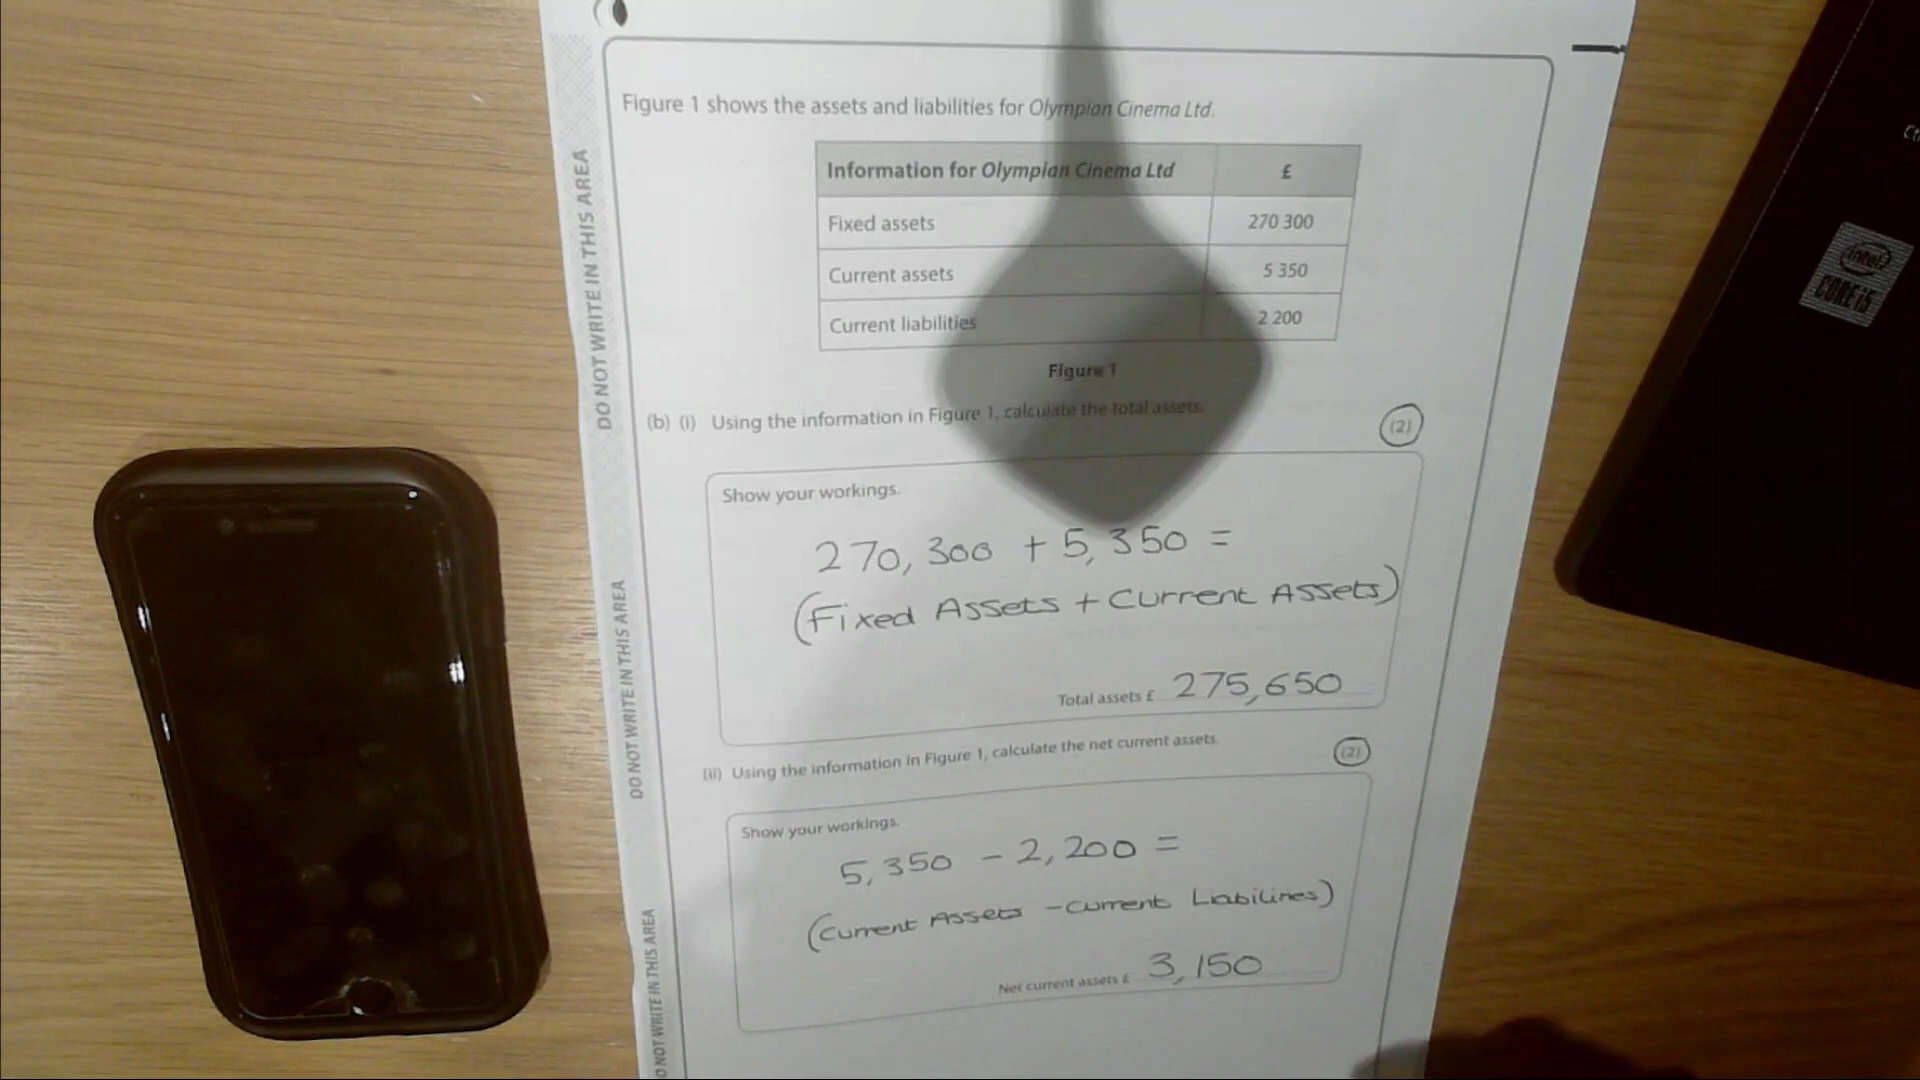 Figure 1 shows the assets and liabilities for Olympian Cinema Ltd.
Information for Olympian Cinema Ltd £
Fixed assets 270 300
Current assets 5 350
Current liabilities 2 200
Figure 1
(b) (i) Using the information in Figure 1, calculate the total assets.
(2)
Show your workings.
270,300 + 5,350 =
(Fixed Assets + Current Assets)
Total assets £ 275,650
(ii) Using the information in Figure 1, calculate the net current assets.
(2)
Show your workings.
5,350 - 2,200 =
(Current Assets - Current Liabilities)
Net current assets £ 3,150
DO NOT WRITE IN THIS AREA
DO NOT WRITE IN THIS AREA
O NOT WRITE IN THIS AREA
intel
CORE i5